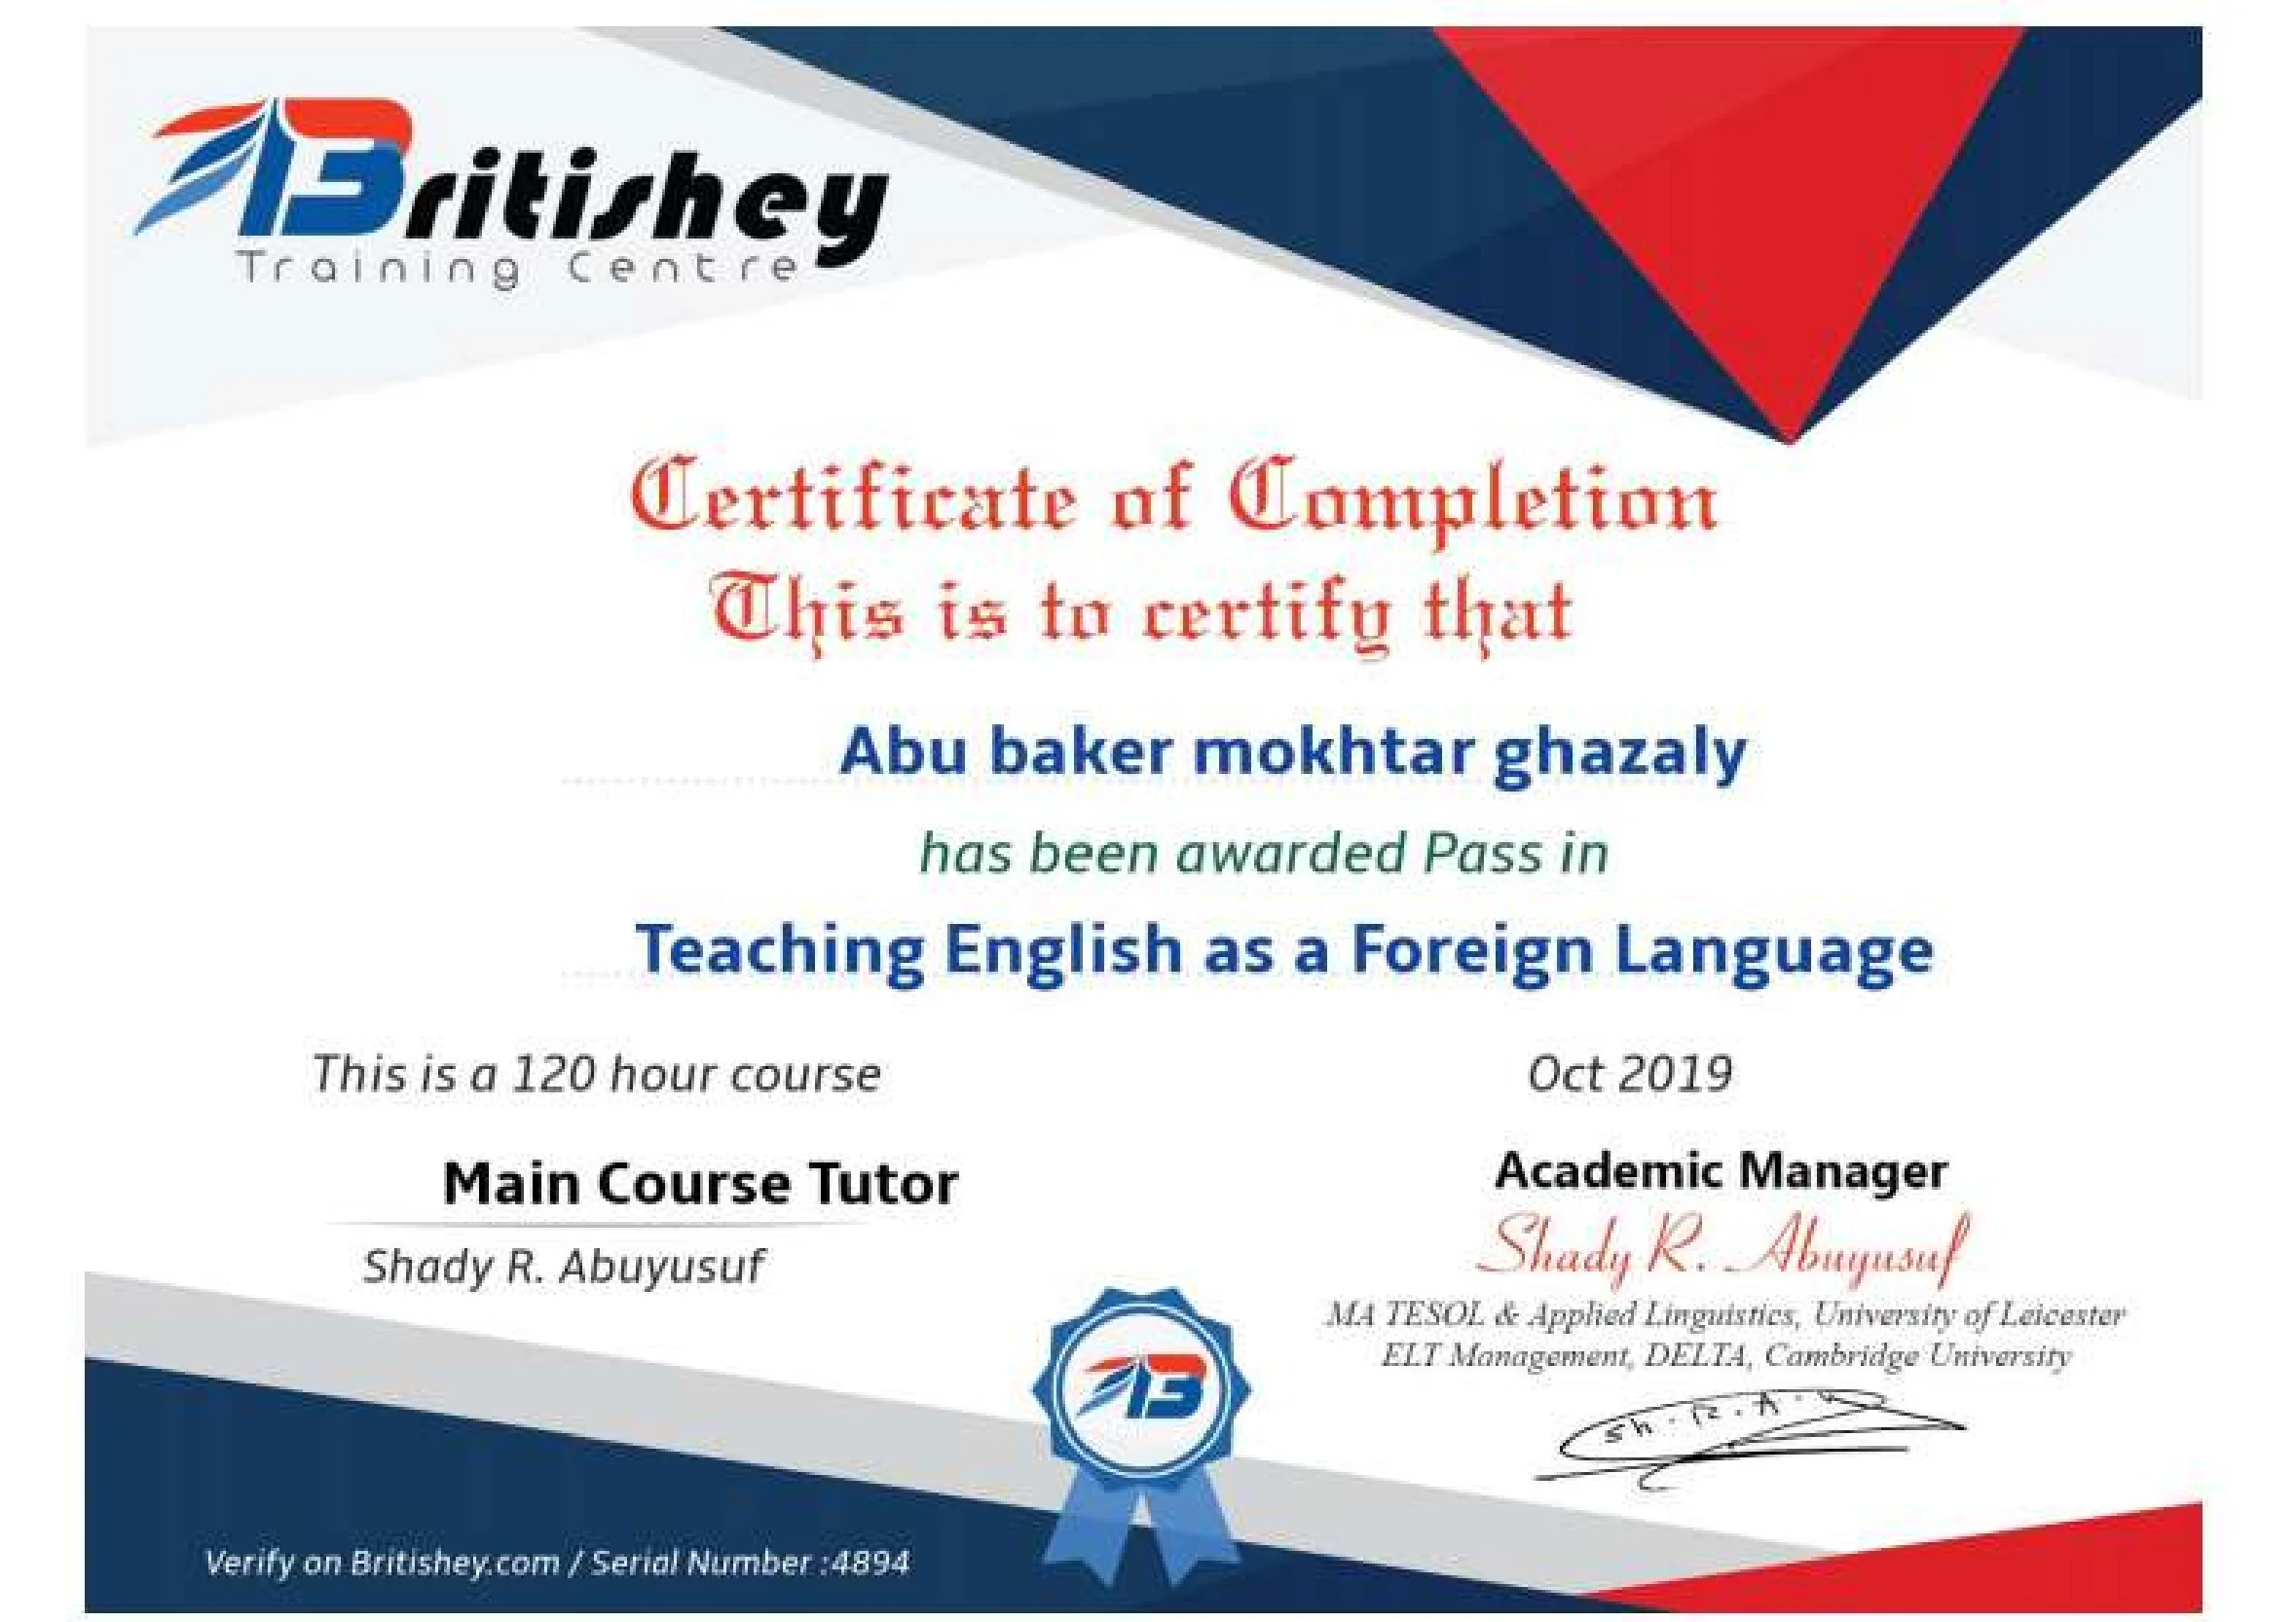 Britishey
Training Centre
Certificate of Completion
This is to certify that
Abu baker mokhtar ghazaly
has been awarded Pass in
Teaching English as a Foreign Language
This is a 120 hour course
Oct 2019
Main Course Tutor
Shady R. Abuyusuf
Academic Manager
Shady R. Abuyusuf
MA TESOL & Applied Linguistics, University of Leicester
ELT Management, DELTA, Cambridge University
Sh. R. A.
B
Verify on Britishey.com / Serial Number :4894